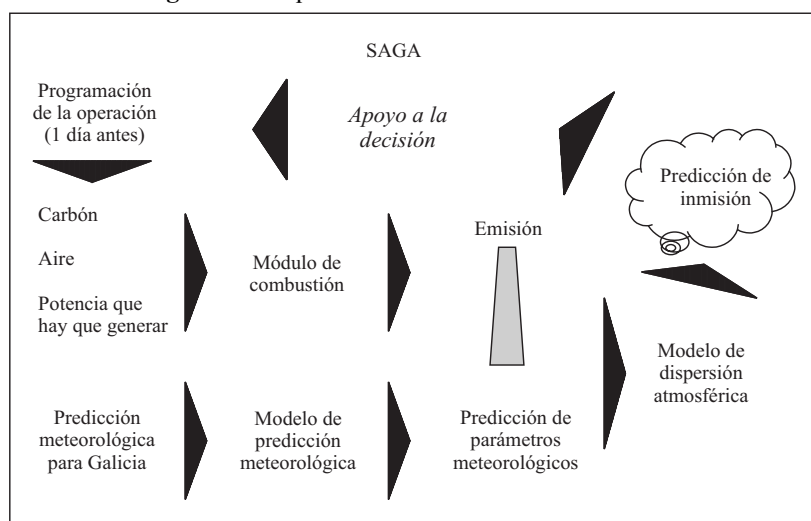 SAGA
Programación
de la operación
(1 día antes)
Apoyo a la
decisión
Predicción de
inmisión
Carbón
Aire
Potencia que
hay que generar
Módulo de
combustión
Emisión
Modelo de
dispersión
atmosférica
Predicción
meteorológica
para Galicia
Modelo de
predicción
meteorológica
Predicción de
parámetros
meteorológicos